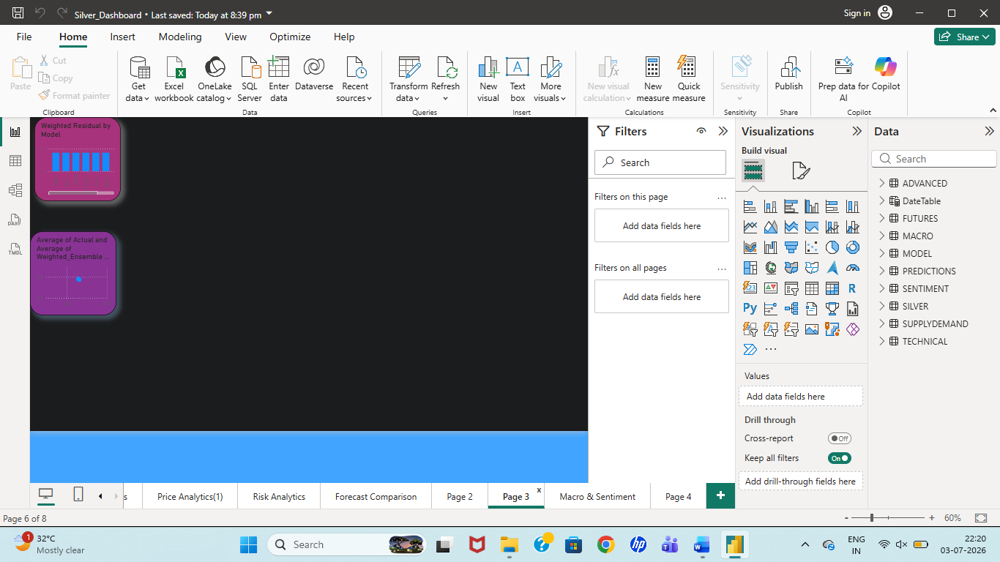 Silver_Dashboard • Last saved: Today at 8:39 pm
Sign in
File
Home
Insert
Modeling
View
Optimize
Help
Share
Paste
Cut
Copy
Format painter
Clipboard
Get data
Excel workbook
OneLake catalog
SQL Server
Enter data
Dataverse
Recent sources
Data
Transform data
Refresh
Queries
New visual
Text box
More visuals
Insert
New visual calculation
New measure
Quick measure
Calculations
Sensitivity
Sensitivity
Publish
Share
Prep data for AI
Copilot
Copilot
DAX
TMDL
Weighted Residual by
Model
Average of Actual and
Average of
Weighted_Ensemble ...
Filters
Search
Filters on this page
...
Add data fields here
Filters on all pages
...
Add data fields here
Visualizations
Build visual
123
R
Py
...
Values
Add data fields here
Drill through
Cross-report
Off
Keep all filters
On
Add drill-through fields here
Data
Search
ADVANCED
DateTable
FUTURES
MACRO
MODEL
PREDICTIONS
SENTIMENT
SILVER
SUPPLYDEMAND
TECHNICAL
s
Price Analytics(1)
Risk Analytics
Forecast Comparison
Page 2
Page 3
x
Macro & Sentiment
Page 4
+
Page 6 of 8
- + 60%
1
32°C
Mostly clear
Search
hp
ENG
IN
22:20
03-07-2026